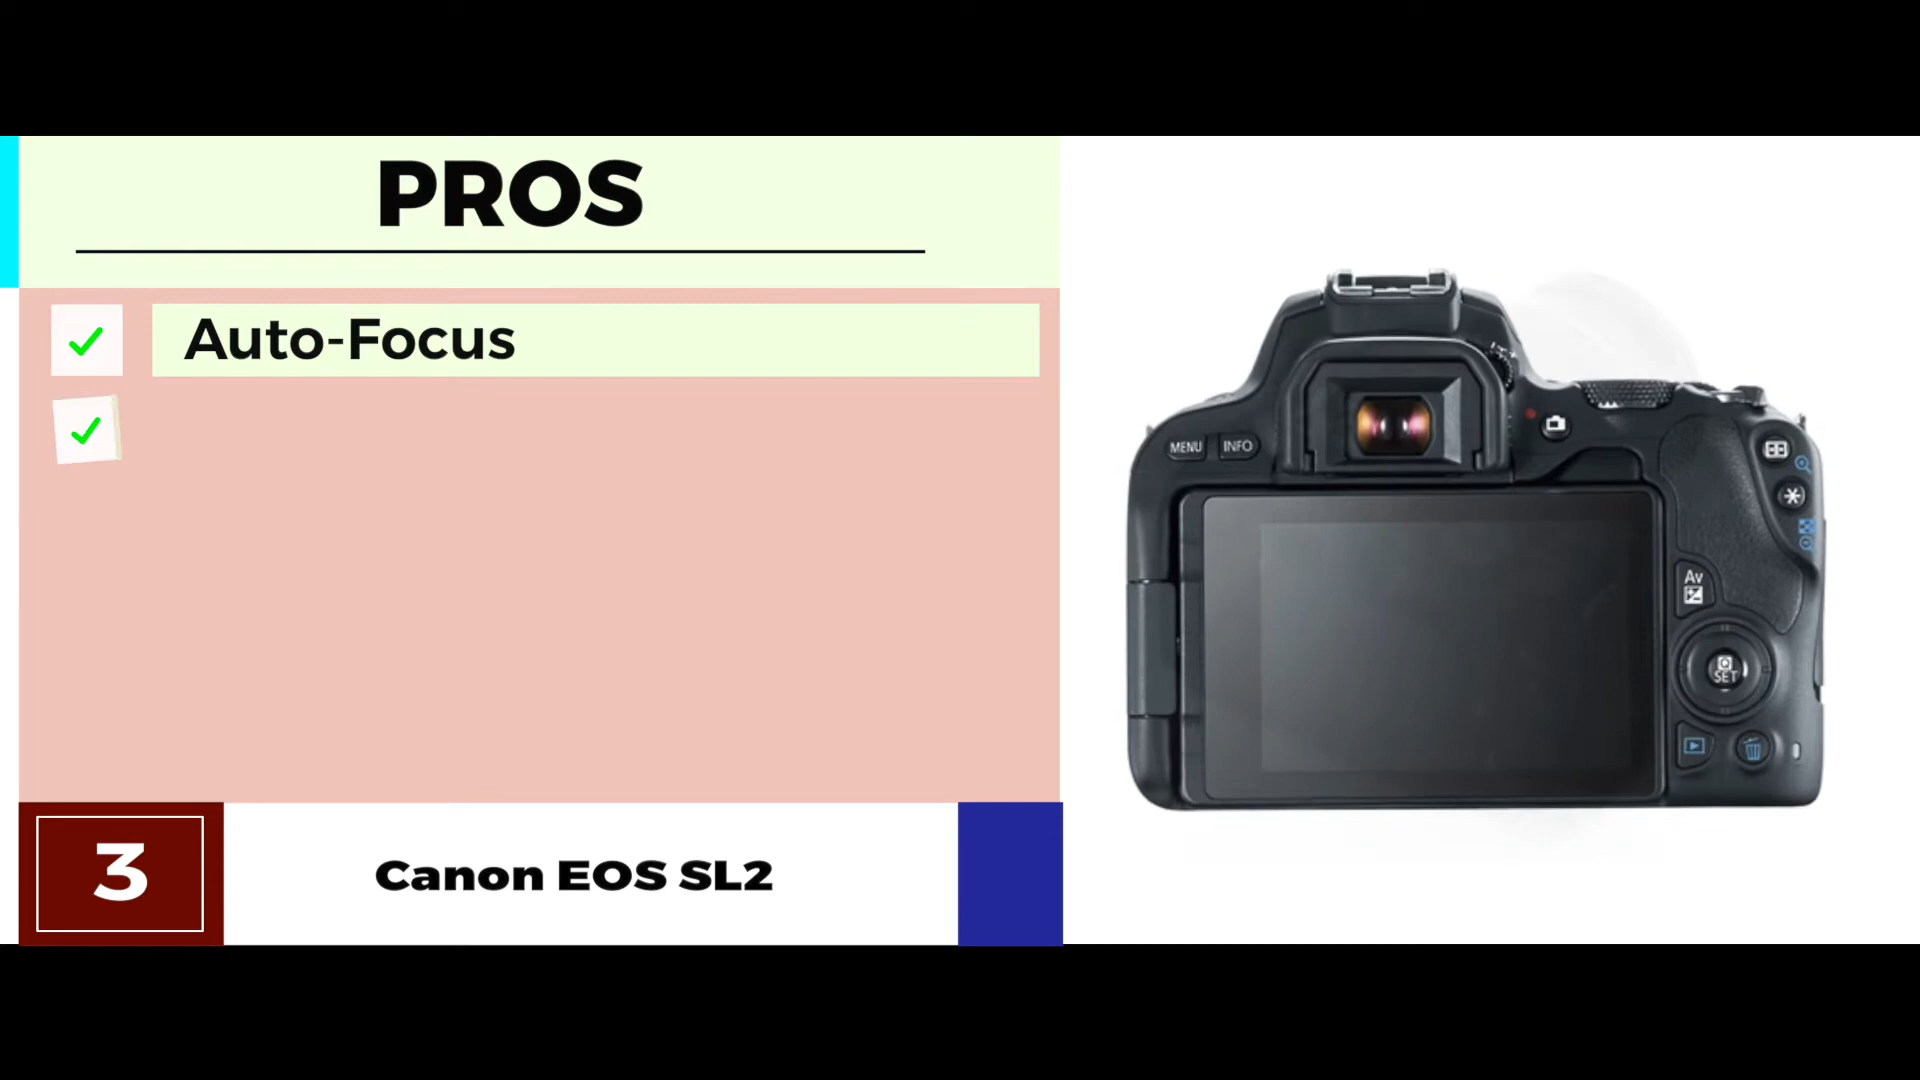 PROS
Auto-Focus
3
Canon EOS SL2
MENU INFO
Av
SET